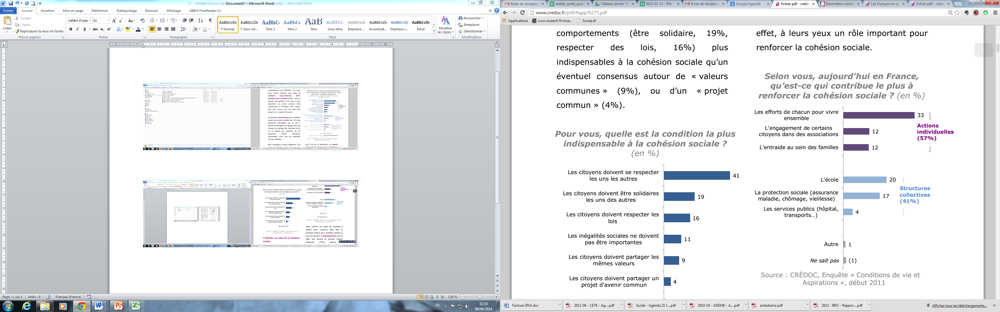 Document3 - Microsoft Word
Fichier
Accueil
Insertion
Mise en page
Références
Publipostage
Révision
Affichage
ABBYY FineReader 11
Coller
Couper
Copier
Reproduire la mise en forme
Presse-papiers
Calibri (Corps
11
Police
Paragraphe
AaBbCcDc
¶ Normal
AaBbCcDc
¶ Sans int...
AaBbC
Titre 1
AaBbCc
Titre 2
AaB
Titre
AaBbCc.
Sous-titre
AaBbCcDc
Emphase ...
AaBbCcDc
Accentuat...
AaBbCcDc
Emphase i...
AaBbCcDc
Élevé
Modifier
les styles
Style
Rechercher
Remplacer
Sélectionner
Modification
Page : 1 sur 1
Mots : 0
Français (France)
120 %
FR
11:53
08/04/2014
Boîte de réception
atelier_santé_ques
Tableau divers: Tir
2013-11-13 - RW -
Boîte de réception
Google Agenda
fichier pdf - crédo
Baromètre cohési
Les Français en qu
fichier pdf - crédo
www.credoc.fr/pdf/Rapp/R275.pdf
Applications
www.insee.fr/fr/inse...
Scoop.it!
comportements (être solidaire, 19%,
respecter des lois, 16%) plus
indispensables à la cohésion sociale qu’un
éventuel consensus autour de « valeurs
communes » (9%), ou d’un « projet
commun » (4%).
Pour vous, quelle est la condition la plus
indispensable à la cohésion sociale ?
(en %)
Les citoyens doivent se respecter
les uns les autres
41
Les citoyens doivent être solidaires
les uns des autres
19
Les citoyens doivent respecter les
lois
16
Les inégalités sociales ne doivent
pas être importantes
11
Les citoyens doivent partager les
mêmes valeurs
9
Les citoyens doivent partager un
projet d'avenir commun
4
effet, à leurs yeux un rôle important pour
renforcer la cohésion sociale.
Selon vous, aujourd’hui en France,
qu’est-ce qui contribue le plus à
renforcer la cohésion sociale ? (en %)
Les efforts de chacun pour vivre
ensemble
33
L'engagement de certains
citoyens dans des associations
12
L'entraide au sein des familles
12
Actions
individuelles
(57%)
L'école
20
La protection sociale (assurance
maladie, chômage, vieillesse)
17
Les services publics (hôpital,
transports...)
4
Structures
collectives
(41%)
Autre
1
Ne sait pas
(1)
Source : CRÉDOC, Enquête « Conditions de vie et
Aspirations », début 2011
Facture 2014.doc
2012-06 - CETE - Ag....pdf
Guide - Agenda 21 l....pdf
2010-10 - ADEME - A....pdf
aixlesbains.pdf
2013 - IREV - Rappor....pdf
Afficher tous les téléchargements...